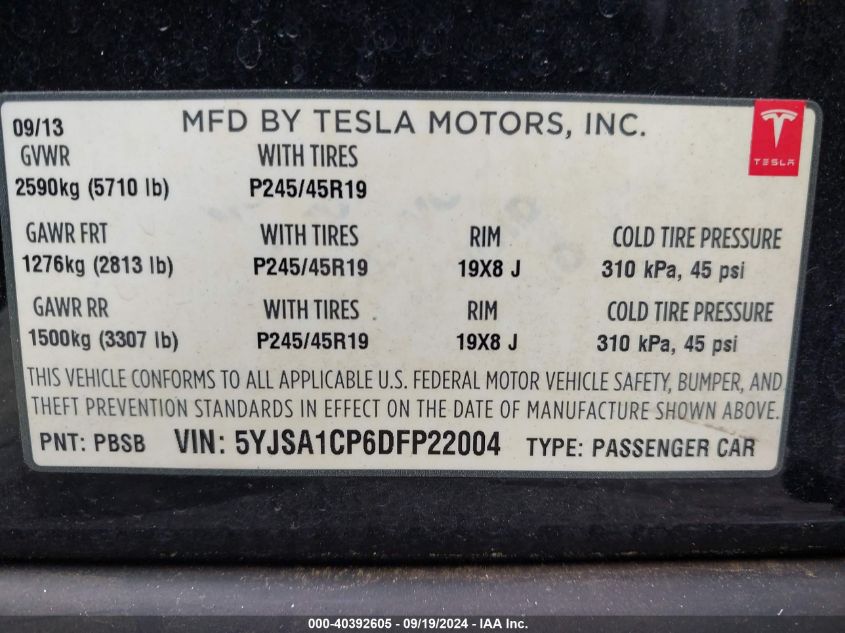 09/13 MFD BY TESLA MOTORS, INC.
TESLA
GVWR WITH TIRES
2590kg (5710 lb) P245/45R19
GAWR FRT WITH TIRES RIM COLD TIRE PRESSURE
1276kg (2813 lb) P245/45R19 19X8 J 310 kPa, 45 psi
GAWR RR WITH TIRES RIM COLD TIRE PRESSURE
1500kg (3307 lb) P245/45R19 19X8 J 310 kPa, 45 psi
THIS VEHICLE CONFORMS TO ALL APPLICABLE U.S. FEDERAL MOTOR VEHICLE SAFETY, BUMPER, AND
THEFT PREVENTION STANDARDS IN EFFECT ON THE DATE OF MANUFACTURE SHOWN ABOVE.
PNT: PBSB VIN: 5YJSA1CP6DFP22004 TYPE: PASSENGER CAR
000-40392605 - 09/19/2024 - IAA Inc.